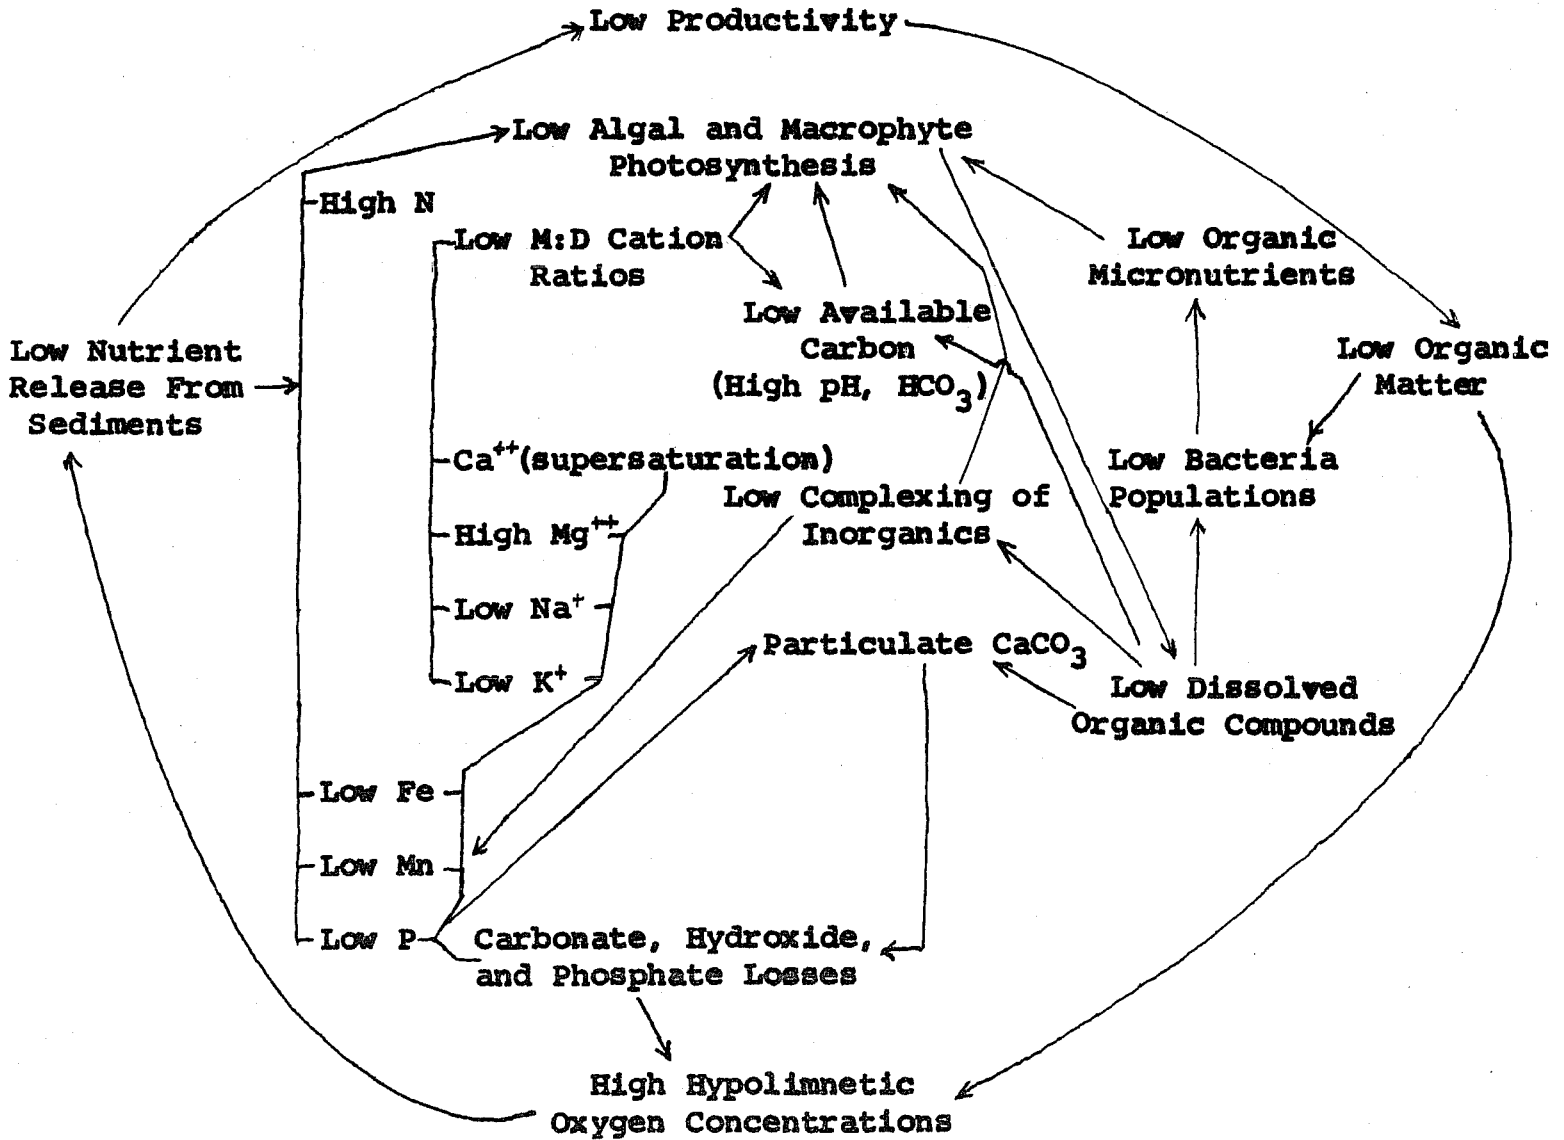 Low Productivity
Low Algal and Macrophyte
Photosynthesis
High N
Low M:D Cation
Ratios
Low Organic
Micronutrients
Low Available
Carbon
(High pH, HCO3)
Low Nutrient
Release From
Sediments
Low Organic
Matter
Ca++(supersaturation)
Low Complexing of
Inorganics
Low Bacteria
Populations
High Mg++
Low Na+
Low K+
Particulate CaCO3
Low Dissolved
Organic Compounds
Low Fe
Low Mn
Low P
Carbonate, Hydroxide,
and Phosphate Losses
High Hypolimnetic
Oxygen Concentrations